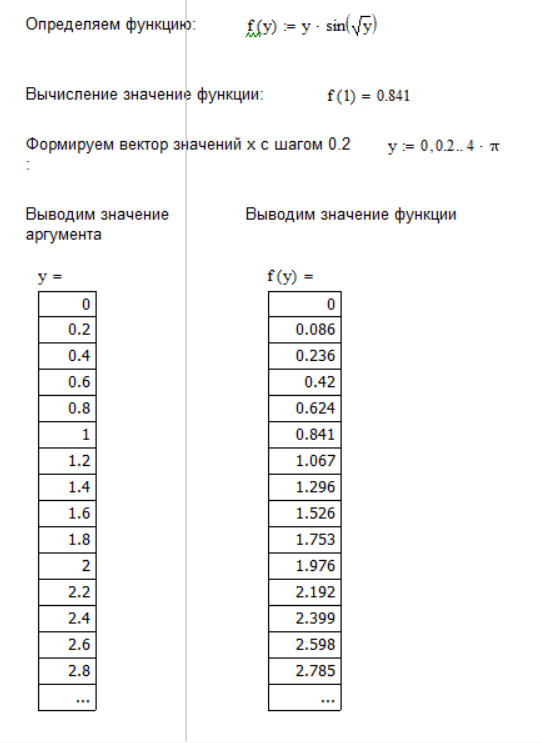 Определяем функцию: f(y) := y · sin(√y)
Вычисление значение функции: f(1) = 0.841
Формируем вектор значений x с шагом 0.2 y := 0, 0.2.. 4 · π
:
Выводим значение Выводим значение функции
аргумента
y = f(y) =
0 0
0.2 0.086
0.4 0.236
0.6 0.42
0.8 0.624
1 0.841
1.2 1.067
1.4 1.296
1.6 1.526
1.8 1.753
2 1.976
2.2 2.192
2.4 2.399
2.6 2.598
2.8 2.785
... ...